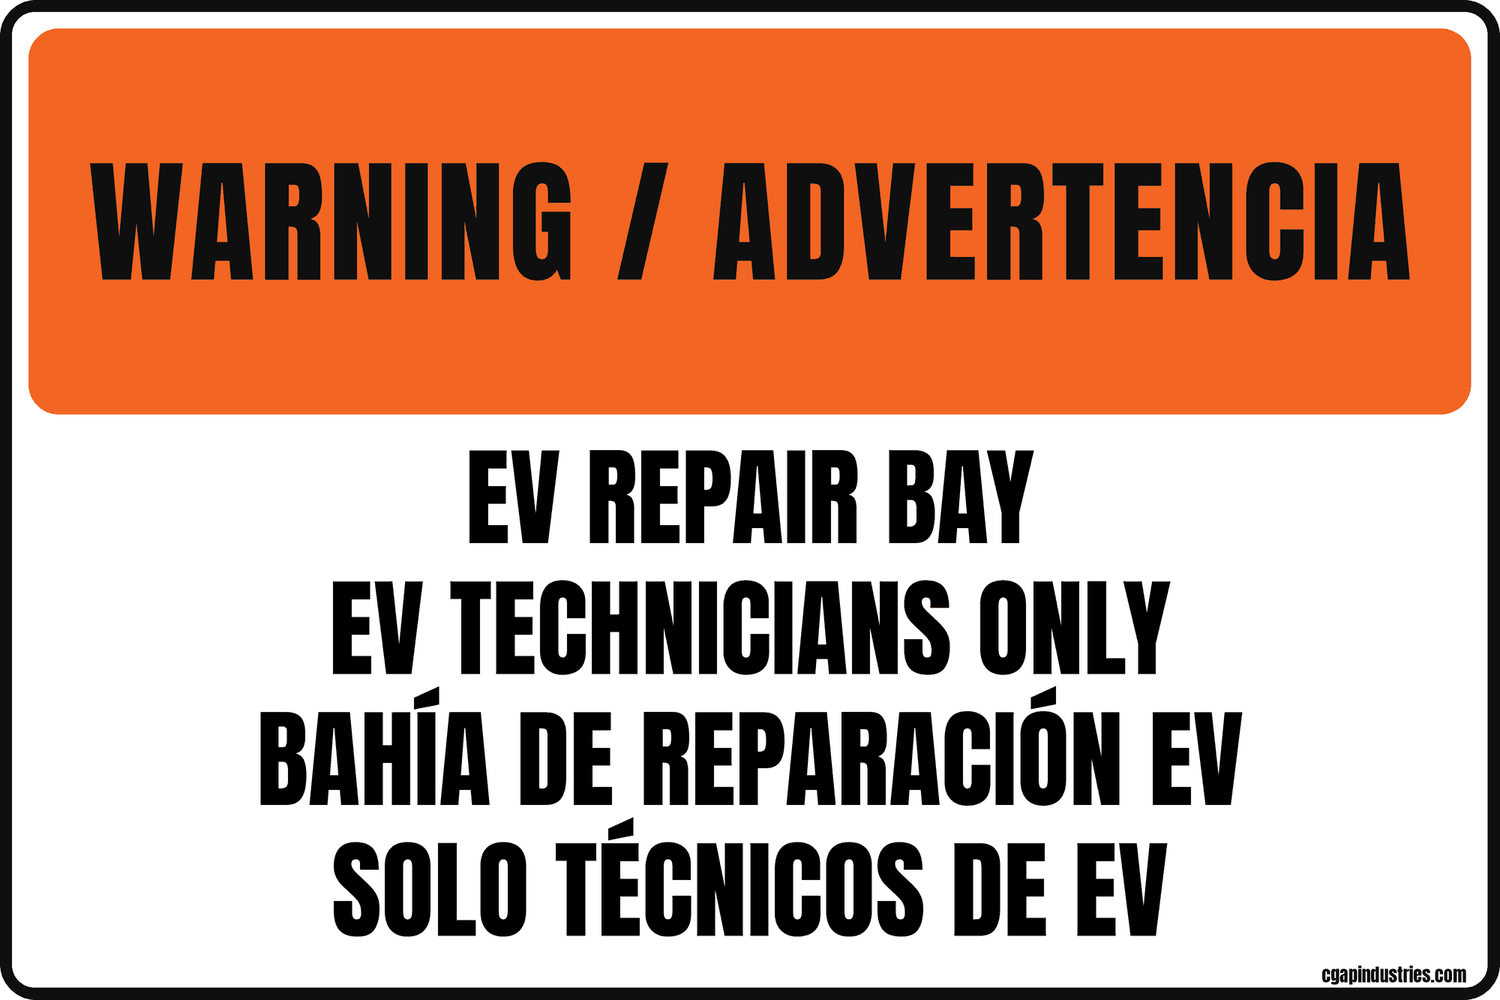 WARNING / ADVERTENCIA
EV REPAIR BAY
EV TECHNICIANS ONLY
BAHÍA DE REPARACIÓN EV
SOLO TÉCNICOS DE EV
cgapindustries.com